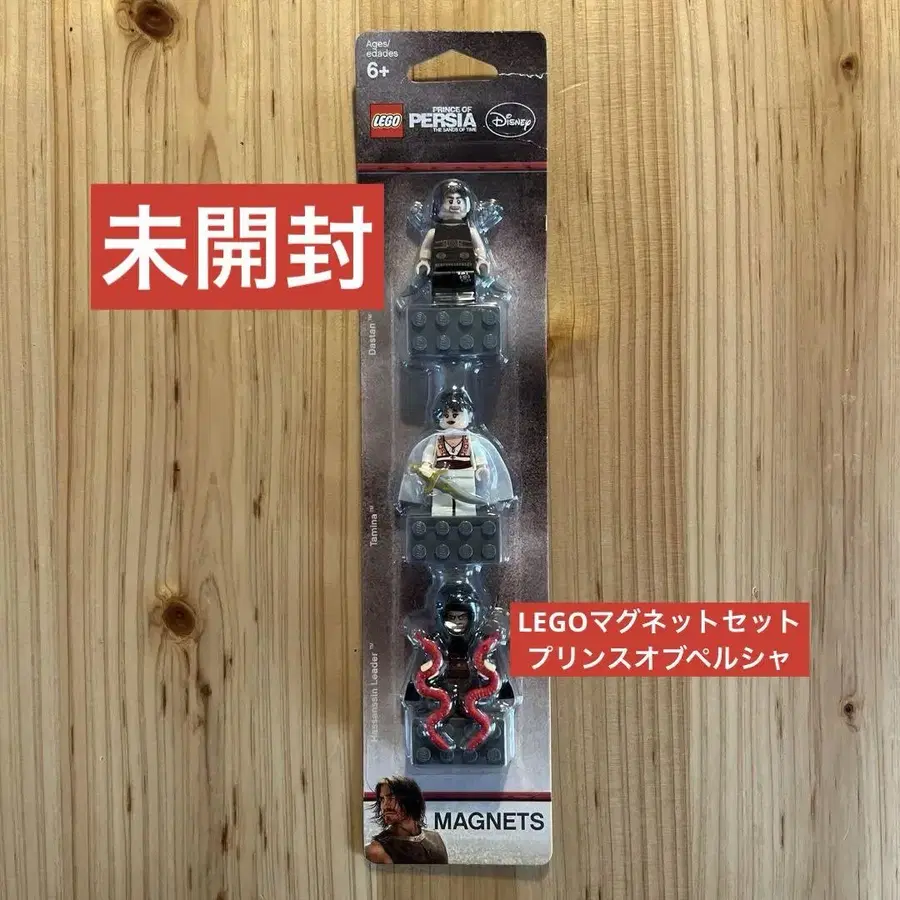 Ages/
edades
6+
LEGO
PRINCE OF
PERSIA
THE SANDS OF TIME
Disney
未開封
Dastan™
Tamina™
Hassansin Leader™
LEGOマグネットセット
プリンスオブペルシャ
MAGNETS